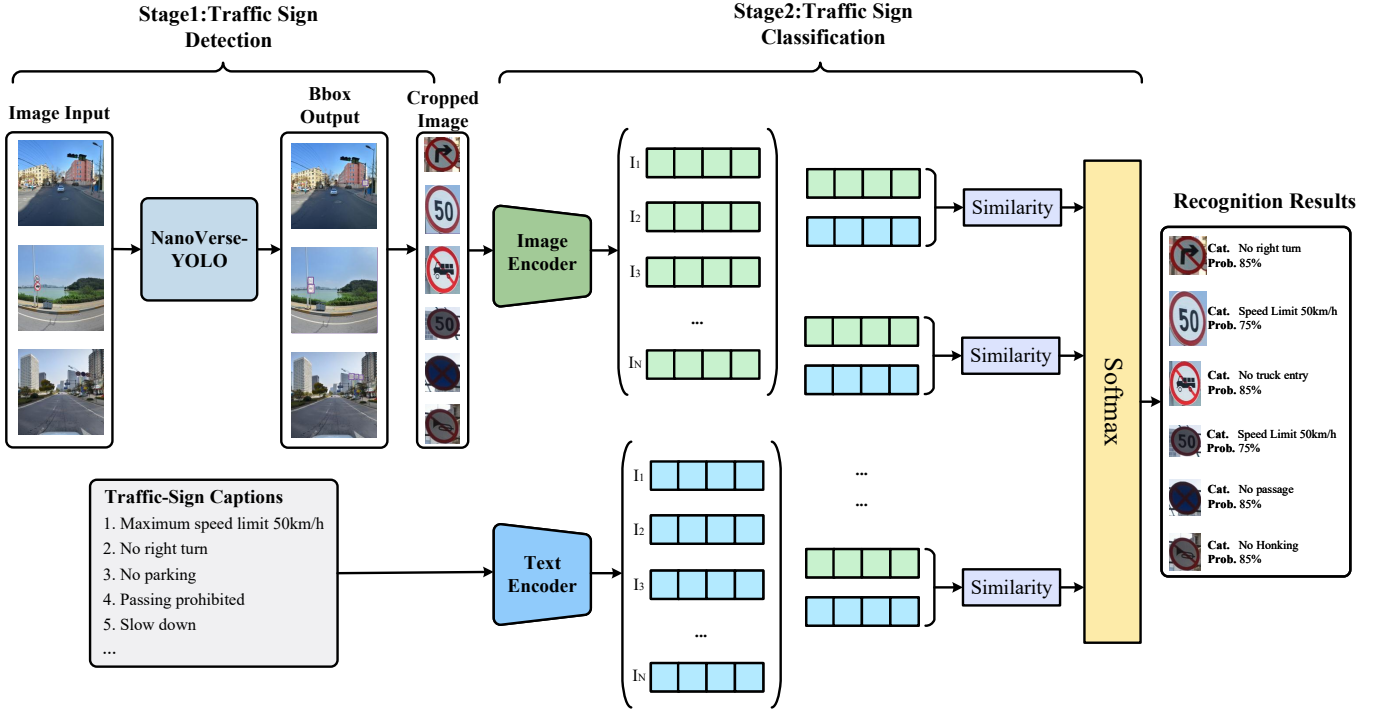 Stage1:Traffic Sign
Detection
Stage2:Traffic Sign
Classification
Image Input
Bbox
Output
Cropped
Image
NanoVerse-
YOLO
50
50
Image
Encoder
I1
I2
I3
...
IN
Similarity
Similarity
...
...
Similarity
Softmax
Traffic-Sign Captions
1. Maximum speed limit 50km/h
2. No right turn
3. No parking
4. Passing prohibited
5. Slow down
...
Text
Encoder
I1
I2
I3
...
IN
Recognition Results
Cat. No right turn
Prob. 85%
50
Cat. Speed Limit 50km/h
Prob. 75%
Cat. No truck entry
Prob. 85%
50
Cat. Speed Limit 50km/h
Prob. 75%
Cat. No passage
Prob. 85%
Cat. No Honking
Prob. 85%